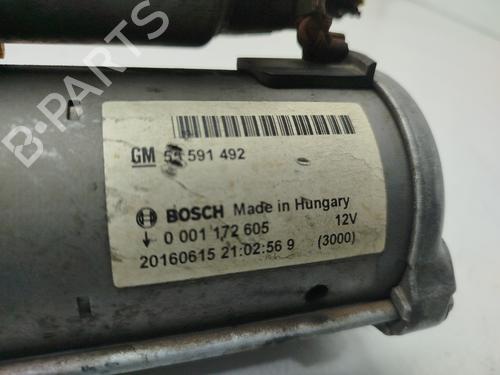 B-PARTS
GM 55 591 492
BOSCH Made in Hungary
0 001 172 605 12V
20160615 21:02:56 9 (3000)